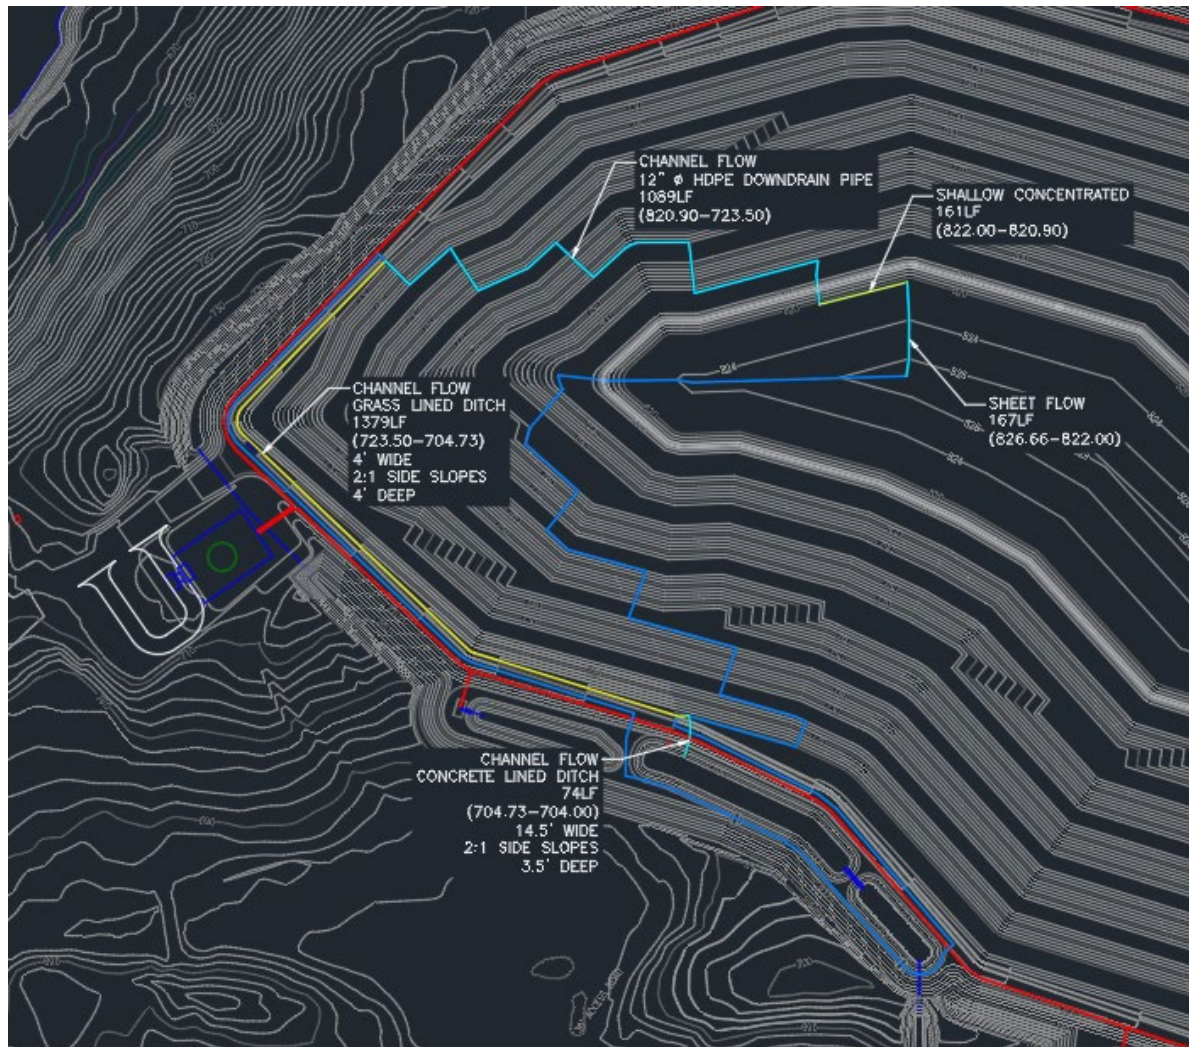 CHANNEL FLOW
12" ø HDPE DOWNDRAIN PIPE
1089LF
(820.90-723.50)
SHALLOW CONCENTRATED
161LF
(822.00-820.90)
CHANNEL FLOW
GRASS LINED DITCH
1379LF
(723.50-704.73)
4' WIDE
2:1 SIDE SLOPES
4' DEEP
SHEET FLOW
167LF
(826.66-822.00)
CHANNEL FLOW
CONCRETE LINED DITCH
74LF
(704.73-704.00)
14.5' WIDE
2:1 SIDE SLOPES
3.5' DEEP
824
824
U